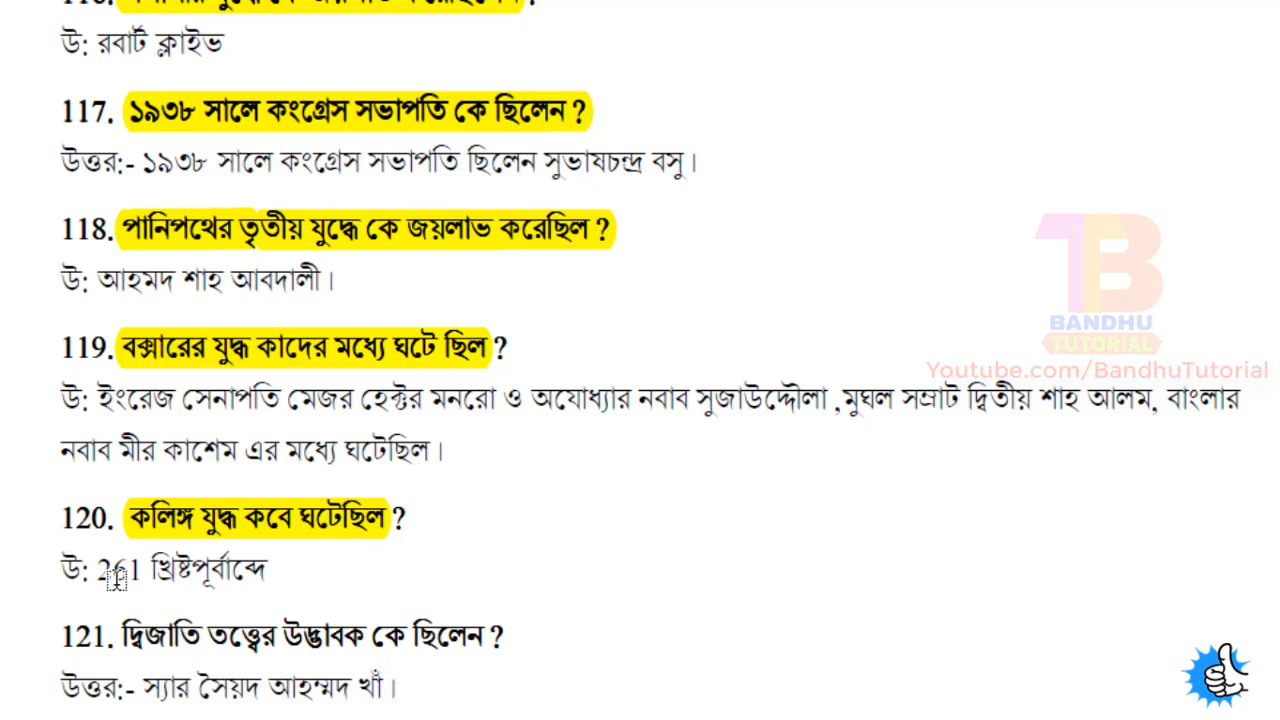 উ: রবার্ট ক্লাইভ
117. ১৯৩৮ সালে কংগ্রেস সভাপতি কে ছিলেন ?
উত্তর:- ১৯৩৮ সালে কংগ্রেস সভাপতি ছিলেন সুভাষচন্দ্র বসু।
118. পানিপথের তৃতীয় যুদ্ধে কে জয়লাভ করেছিল ?
উ: আহমদ শাহ আবদালী।
119. বক্সারের যুদ্ধ কাদের মধ্যে ঘটে ছিল ?
উ: ইংরেজ সেনাপতি মেজর হেক্টর মনরো ও অযোধ্যার নবাব সুজাউদ্দৌলা ,মুঘল সম্রাট দ্বিতীয় শাহ আলম, বাংলার
নবাব মীর কাশেম এর মধ্যে ঘটেছিল।
120. কলিঙ্গ যুদ্ধ কবে ঘটেছিল ?
উ: 261 খ্রিষ্টপূর্বাব্দে
121. দ্বিজাতি তত্ত্বের উদ্ভাবক কে ছিলেন ?
উত্তর:- স্যার সৈয়দ আহম্মদ খাঁ।
TB
BANDHU
TUTORIAL
Youtube.com/BandhuTutorial